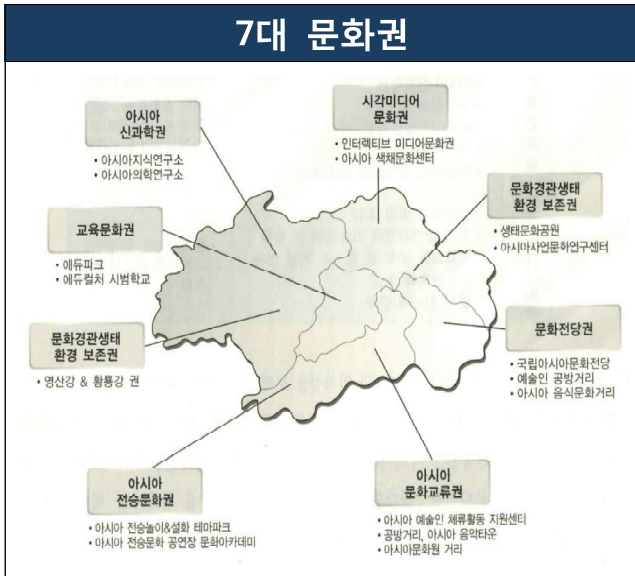 7대 문화권
아시아
신과학권
• 아시아지식연구소
• 아시아의학연구소
시각미디어
문화권
• 인터렉티브 미디어문화권
• 아시아 색채문화센터
문화경관생태
환경 보존권
• 생태문화공원
• 아시아사연문화연구센터
교육문화권
• 에듀파크
• 에듀컬처 시범학교
문화경관생태
환경 보존권
• 영산강 & 황룡강 권
문화전당권
• 국립아시아문화전당
• 예술인 공방거리
• 아시아 음식문화거리
아시아
전승문화권
• 아시아 전승놀이&설화 테마파크
• 아시아 전승문화 공연장 문화아카데미
아시아
문화교류권
• 아시아 예술인 체류활동 지원센터
• 공방거리, 아시아 음악타운
• 아시아문화원 거리